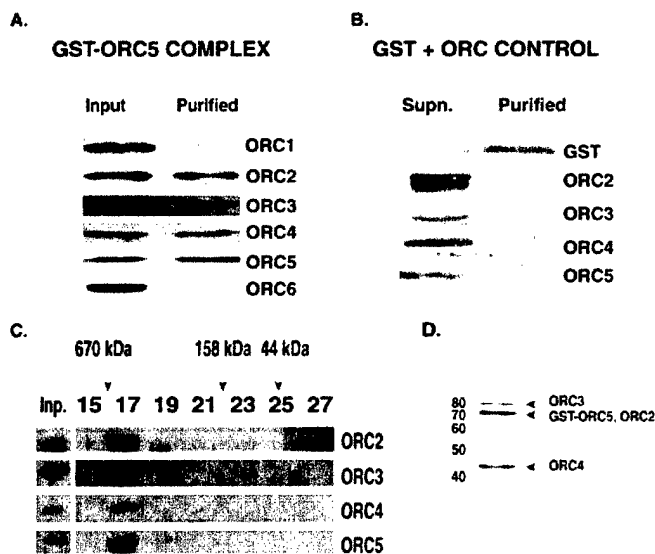 A.
GST-ORC5 COMPLEX
Input Purified
ORC1
ORC2
ORC3
ORC4
ORC5
ORC6
B.
GST + ORC CONTROL
Supn. Purified
GST
ORC2
ORC3
ORC4
ORC5
C.
670 kDa 158 kDa 44 kDa
Inp. 15 17 19 21 23 25 27
ORC2
ORC3
ORC4
ORC5
D.
80 ORC3
70 GST-ORC5, ORC2
60
50
40 ORC4